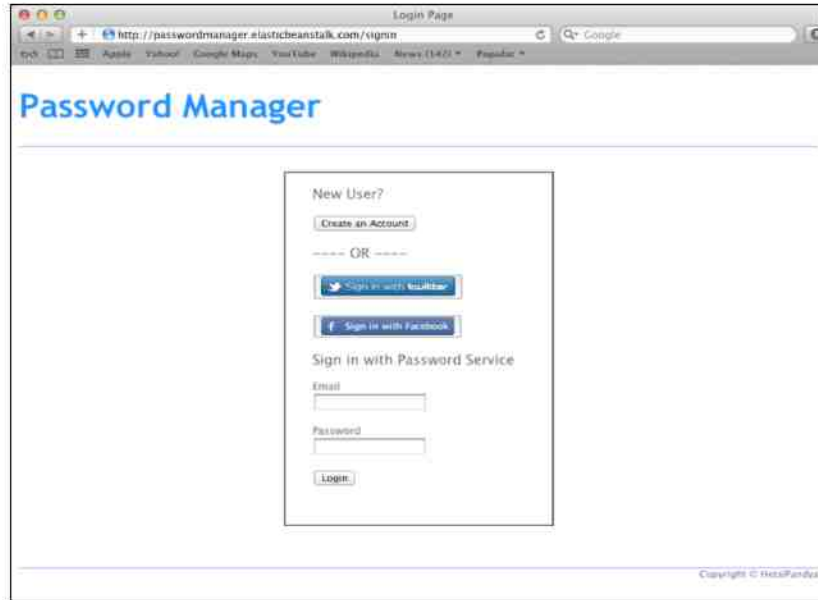 Login Page
http://passwordmanager.elasticbeanstalk.com/signin
Google
Apple Yahoo! Google Maps YouTube Wikipedia News (142) Popular
Password Manager
New User?
Create an Account
---- OR ----
Sign in with twitter
f Sign in with Facebook
Sign in with Password Service
Email
Password
Login
Copyright ©